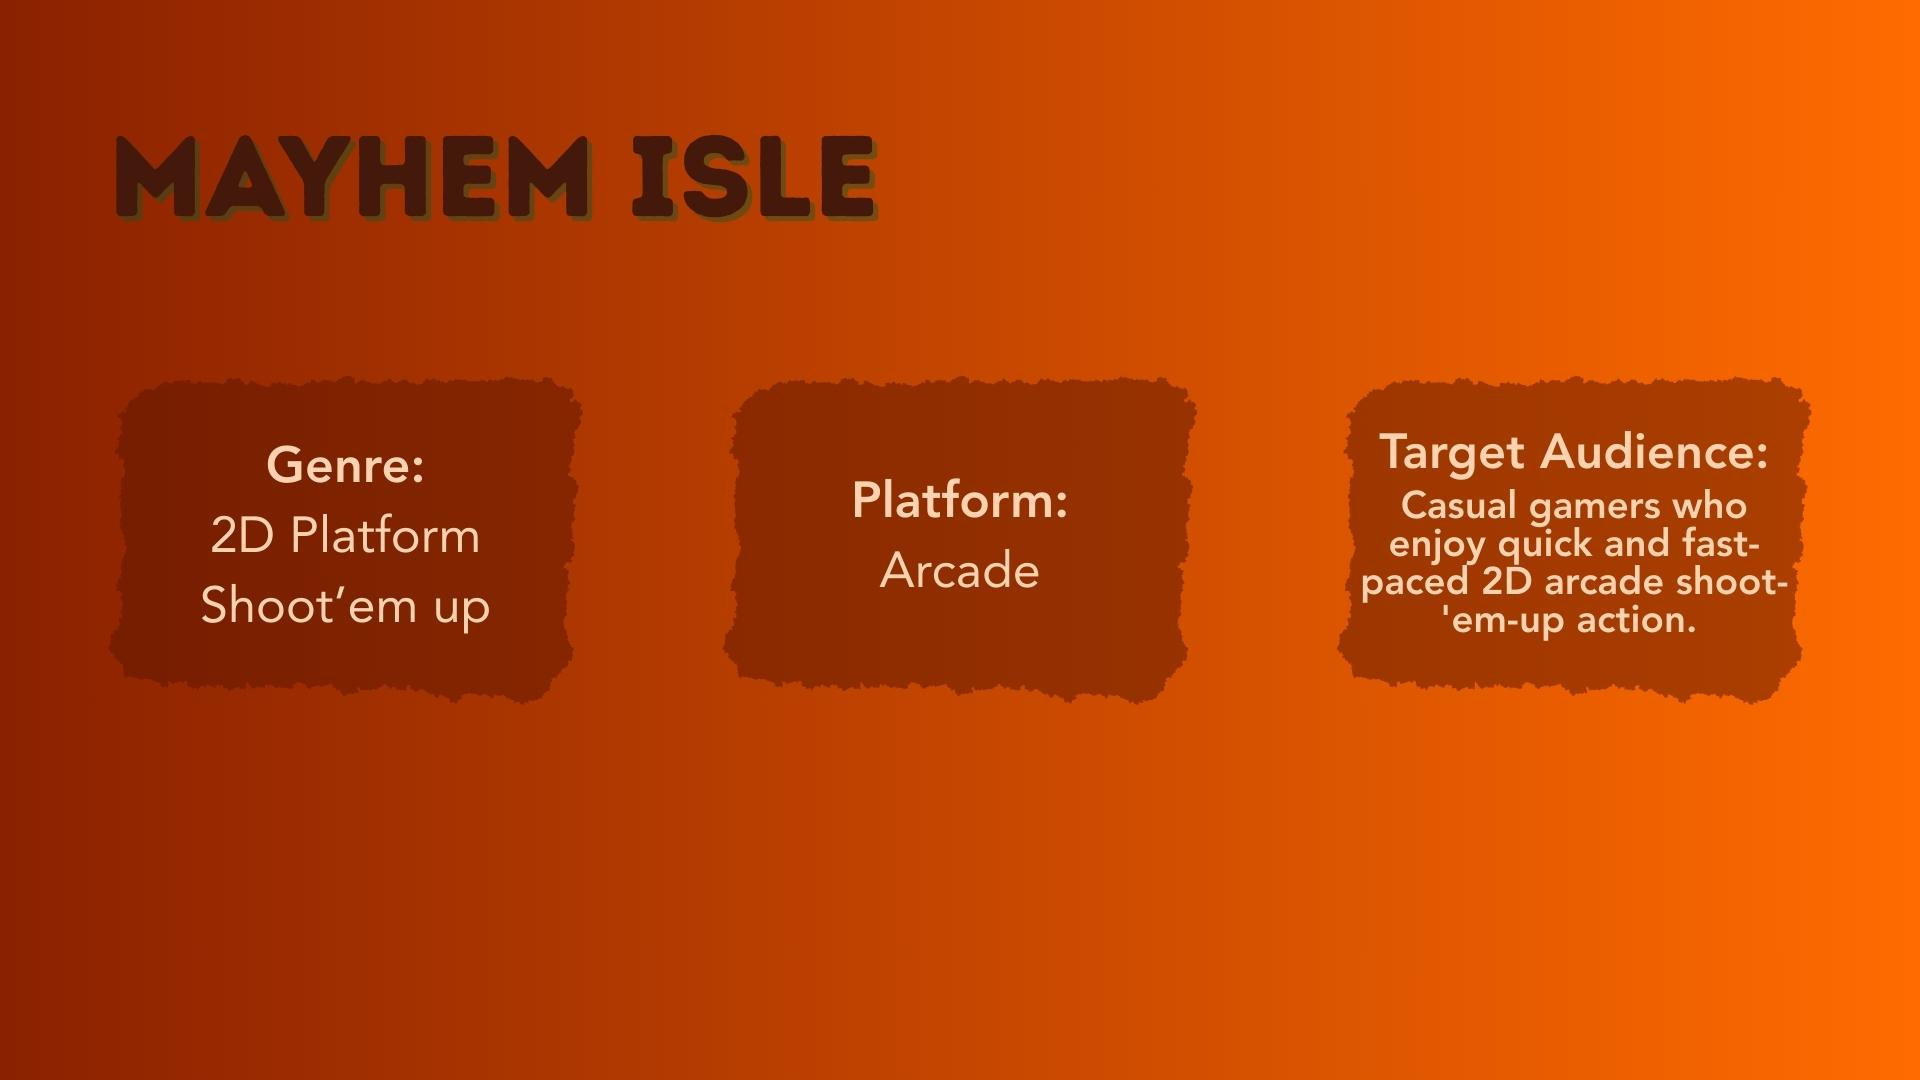 MAYHEM ISLE
Genre:
2D Platform
Shoot’em up
Platform:
Arcade
Target Audience:
Casual gamers who
enjoy quick and fast-
paced 2D arcade shoot-
'em-up action.